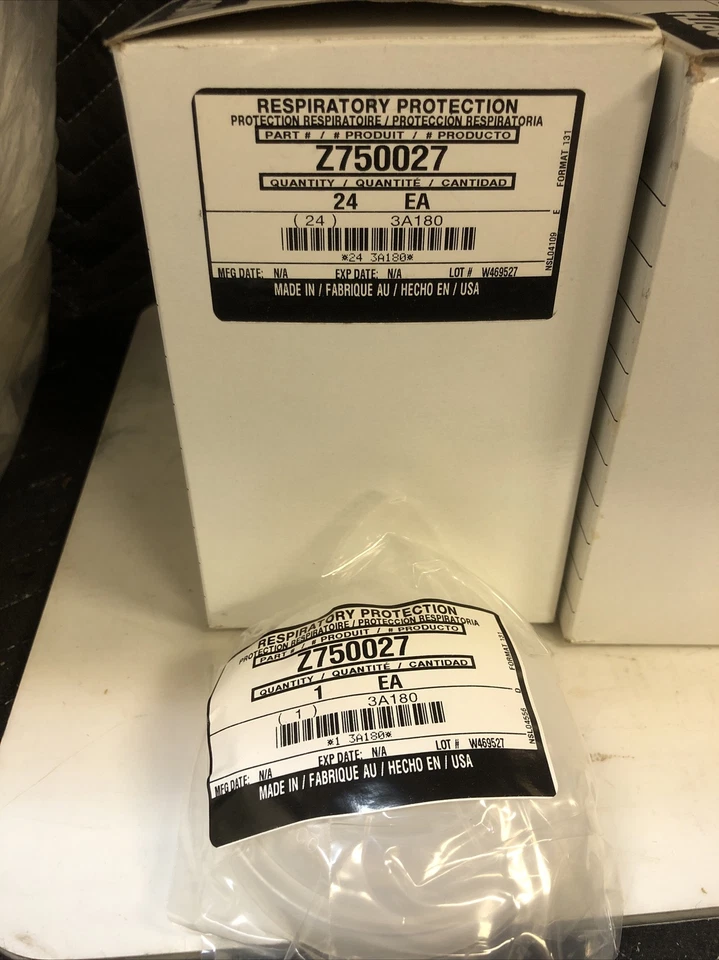 RESPIRATORY PROTECTION
PROTECTION RESPIRATOIRE / PROTECCION RESPIRATORIA
PART # / # PRODUIT / # PRODUCTO
Z750027
QUANTITY / QUANTITÉ / CANTIDAD
24 EA
(24) 3A180
*24 3A180*
MFG DATE: N/A EXP DATE: N/A LOT # W469527
MADE IN / FABRIQUE AU / HECHO EN / USA
FORMAT 131
E
NSL04109
RESPIRATORY PROTECTION
PROTECTION RESPIRATOIRE / PROTECCION RESPIRATORIA
PART # / # PRODUIT / # PRODUCTO
Z750027
QUANTITY / QUANTITÉ / CANTIDAD
1 EA
(1) 3A180
*1 3A180*
MFG DATE: N/A EXP DATE: N/A LOT # W469527
MADE IN / FABRIQUE AU / HECHO EN / USA
FORMAT 131
D
NSL04556